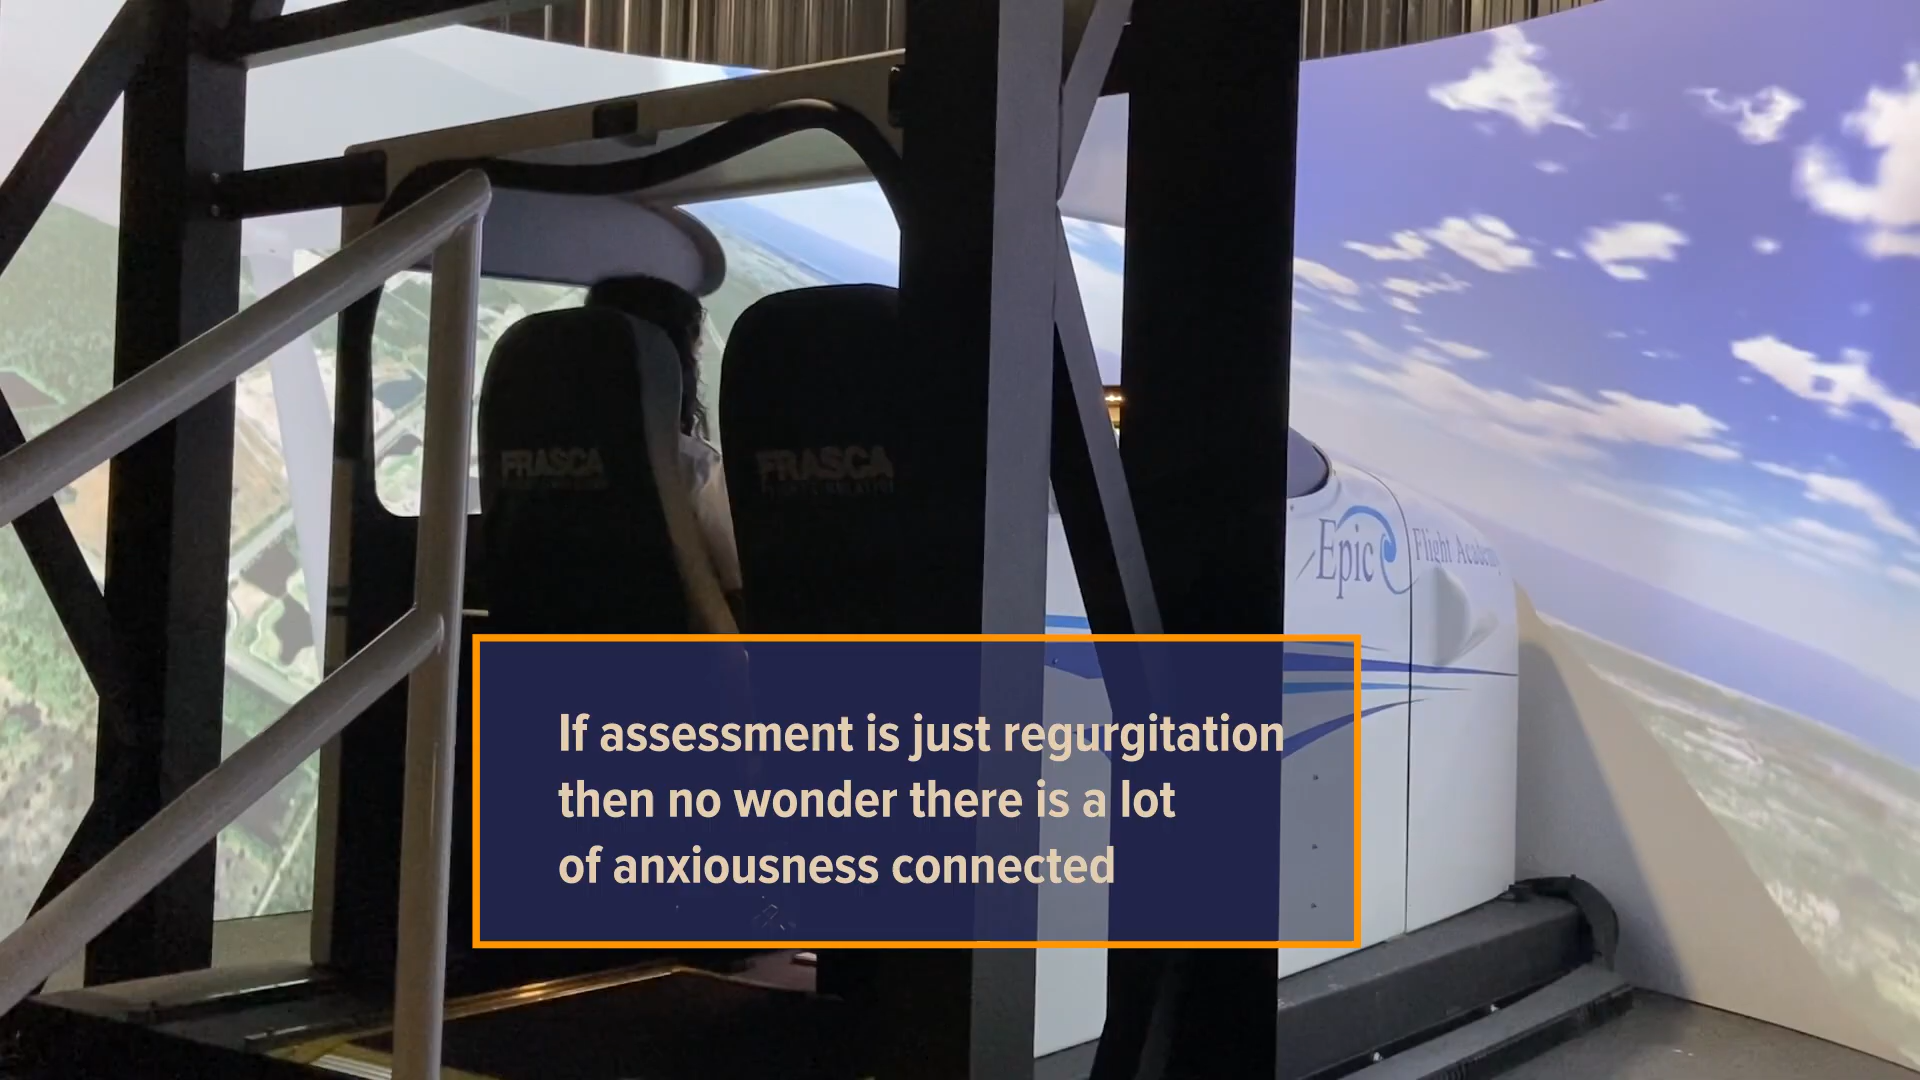 FRASCA
FRASCA
Epic Flight Academy
If assessment is just regurgitation
then no wonder there is a lot
of anxiousness connected